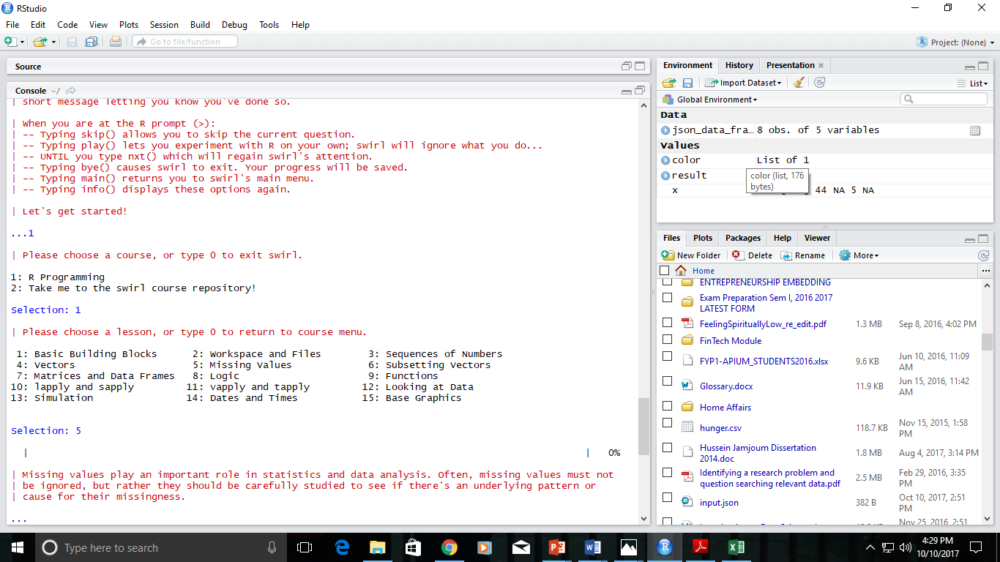 RStudio
File Edit Code View Plots Session Build Debug Tools Help
Go to file/function
Project: (None)
Source
Console ~/
| short message letting you know you've done so.
| When you are at the R prompt (>):
| -- Typing skip() allows you to skip the current question.
| -- Typing play() lets you experiment with R on your own; swirl will ignore what you do...
| -- UNTIL you type nxt() which will regain swirl's attention.
| -- Typing bye() causes swirl to exit. Your progress will be saved.
| -- Typing main() returns you to swirl's main menu.
| -- Typing info() displays these options again.
| Let's get started!
...1
| Please choose a course, or type 0 to exit swirl.
1: R Programming
2: Take me to the swirl course repository!
Selection: 1
| Please choose a lesson, or type 0 to return to course menu.
1: Basic Building Blocks 2: Workspace and Files 3: Sequences of Numbers
4: Vectors 5: Missing Values 6: Subsetting Vectors
7: Matrices and Data Frames 8: Logic 9: Functions
10: lapply and sapply 11: vapply and tapply 12: Looking at Data
13: Simulation 14: Dates and Times 15: Base Graphics
Selection: 5
| | 0%
| Missing values play an important role in statistics and data analysis. Often, missing values must not
| be ignored, but rather they should be carefully studied to see if there's an underlying pattern or
| cause for their missingness.
...
Environment History Presentation
Import Dataset
List
Global Environment
Data
json_data_fra… 8 obs. of 5 variables
Values
color List of 1
result
color (list, 176
bytes)
x 44 NA 5 NA
Files Plots Packages Help Viewer
New Folder Delete Rename More
Home
ENTREPRENEURSHIP EMBEDDING
Exam Preparation Sem I, 2016 2017
LATEST FORM
FeelingSpirituallyLow_re_edit.pdf 1.3 MB Sep 8, 2016, 4:02 PM
FinTech Module
FYP1-APIUM_STUDENTS2016.xlsx 9.6 KB Jun 10, 2016, 11:09
AM
Glossary.docx 11.9 KB Jun 15, 2016, 11:42
AM
Home Affairs
hunger.csv 118.7 KB Nov 15, 2015, 1:58
PM
Hussein Jamjoum Dissertation
2014.doc 1.8 MB Aug 4, 2017, 3:14 PM
Identifying a research problem and
question searching relevant data.pdf 2.5 MB Feb 29, 2016, 3:35
PM
input.json 382 B Oct 10, 2017, 2:51
PM
Nov 25, 2016, 2:51
Type here to search
4:29 PM
10/10/2017